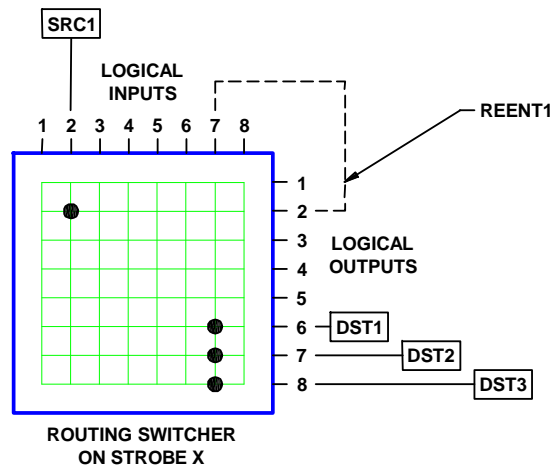 SRC1
LOGICAL
INPUTS
1 2 3 4 5 6 7 8
REENT1
1
2
3
4
5
6
7
8
LOGICAL
OUTPUTS
DST1
DST2
DST3
ROUTING SWITCHER
ON STROBE X